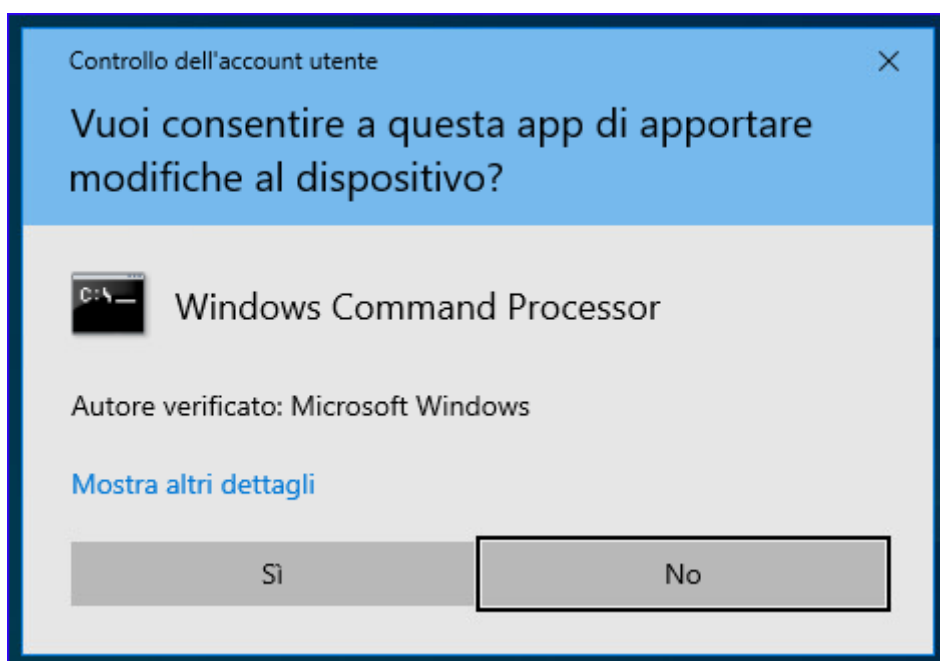 Controllo dell'account utente
Vuoi consentire a questa app di apportare
modifiche al dispositivo?
C:\_
Windows Command Processor
Autore verificato: Microsoft Windows
Mostra altri dettagli
Sì
No